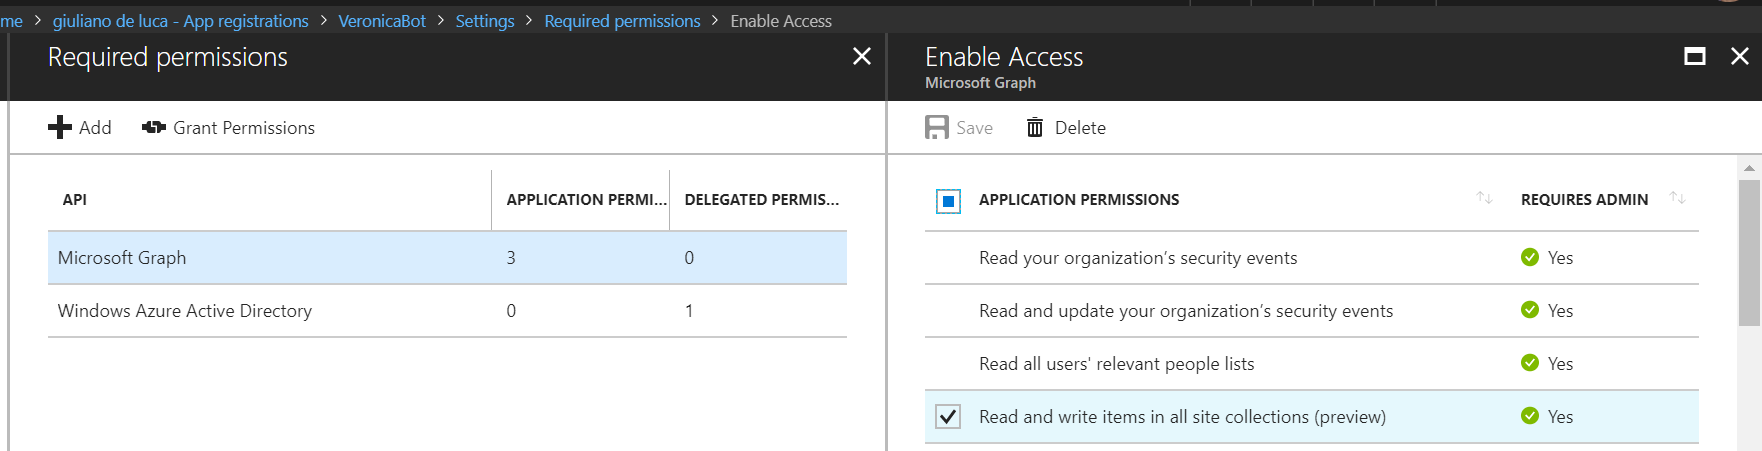 me > giuliano de luca - App registrations > VeronicaBot > Settings > Required permissions > Enable Access
Required permissions
Add Grant Permissions
API APPLICATION PERMI... DELEGATED PERMIS...
Microsoft Graph 3 0
Windows Azure Active Directory 0 1
Enable Access
Microsoft Graph
Save Delete
APPLICATION PERMISSIONS REQUIRES ADMIN
Read your organization’s security events Yes
Read and update your organization’s security events Yes
Read all users' relevant people lists Yes
Read and write items in all site collections (preview) Yes